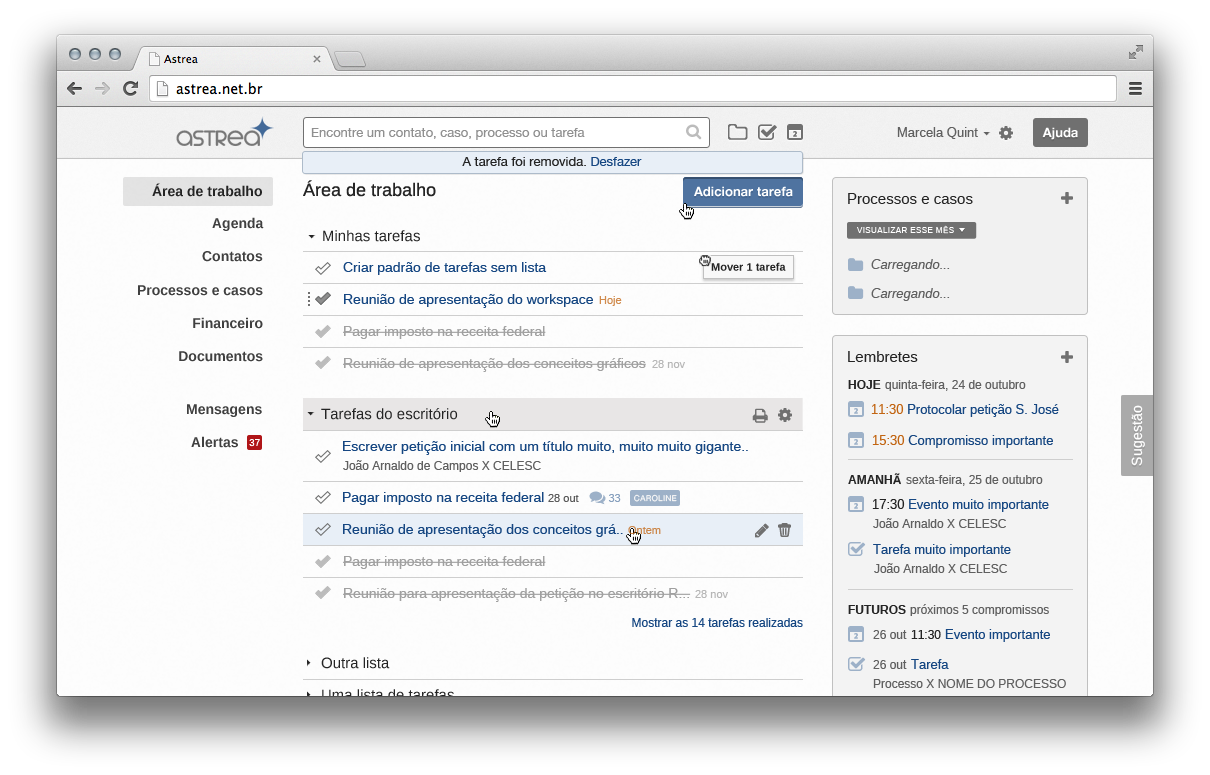 Astrea
astrea.net.br
astrea
Encontre um contato, caso, processo ou tarefa
2
Marcela Quint
Ajuda
A tarefa foi removida. Desfazer
Área de trabalho
Agenda
Contatos
Processos e casos
Financeiro
Documentos
Mensagens
Alertas 37
Área de trabalho
Adicionar tarefa
Minhas tarefas
Criar padrão de tarefas sem lista
Mover 1 tarefa
Reunião de apresentação do workspace Hoje
Pagar imposto na receita federal
Reunião de apresentação dos conceitos gráficos 28 nov
Tarefas do escritório
Escrever petição inicial com um título muito, muito muito gigante..
João Arnaldo de Campos X CELESC
Pagar imposto na receita federal 28 out 33 CAROLINE
Reunião de apresentação dos conceitos grá.. Ontem
Pagar imposto na receita federal
Reunião para apresentação da petição no escritório R... 28 nov
Mostrar as 14 tarefas realizadas
Outra lista
Uma lista de tarefas
Processos e casos
VISUALIZAR ESSE MÊS
Carregando...
Carregando...
Lembretes
HOJE quinta-feira, 24 de outubro
2 11:30 Protocolar petição S. José
2 15:30 Compromisso importante
AMANHÃ sexta-feira, 25 de outubro
2 17:30 Evento muito importante
João Arnaldo X CELESC
Tarefa muito importante
João Arnaldo X CELESC
FUTUROS próximos 5 compromissos
2 26 out 11:30 Evento importante
26 out Tarefa
Processo X NOME DO PROCESSO
Sugestão